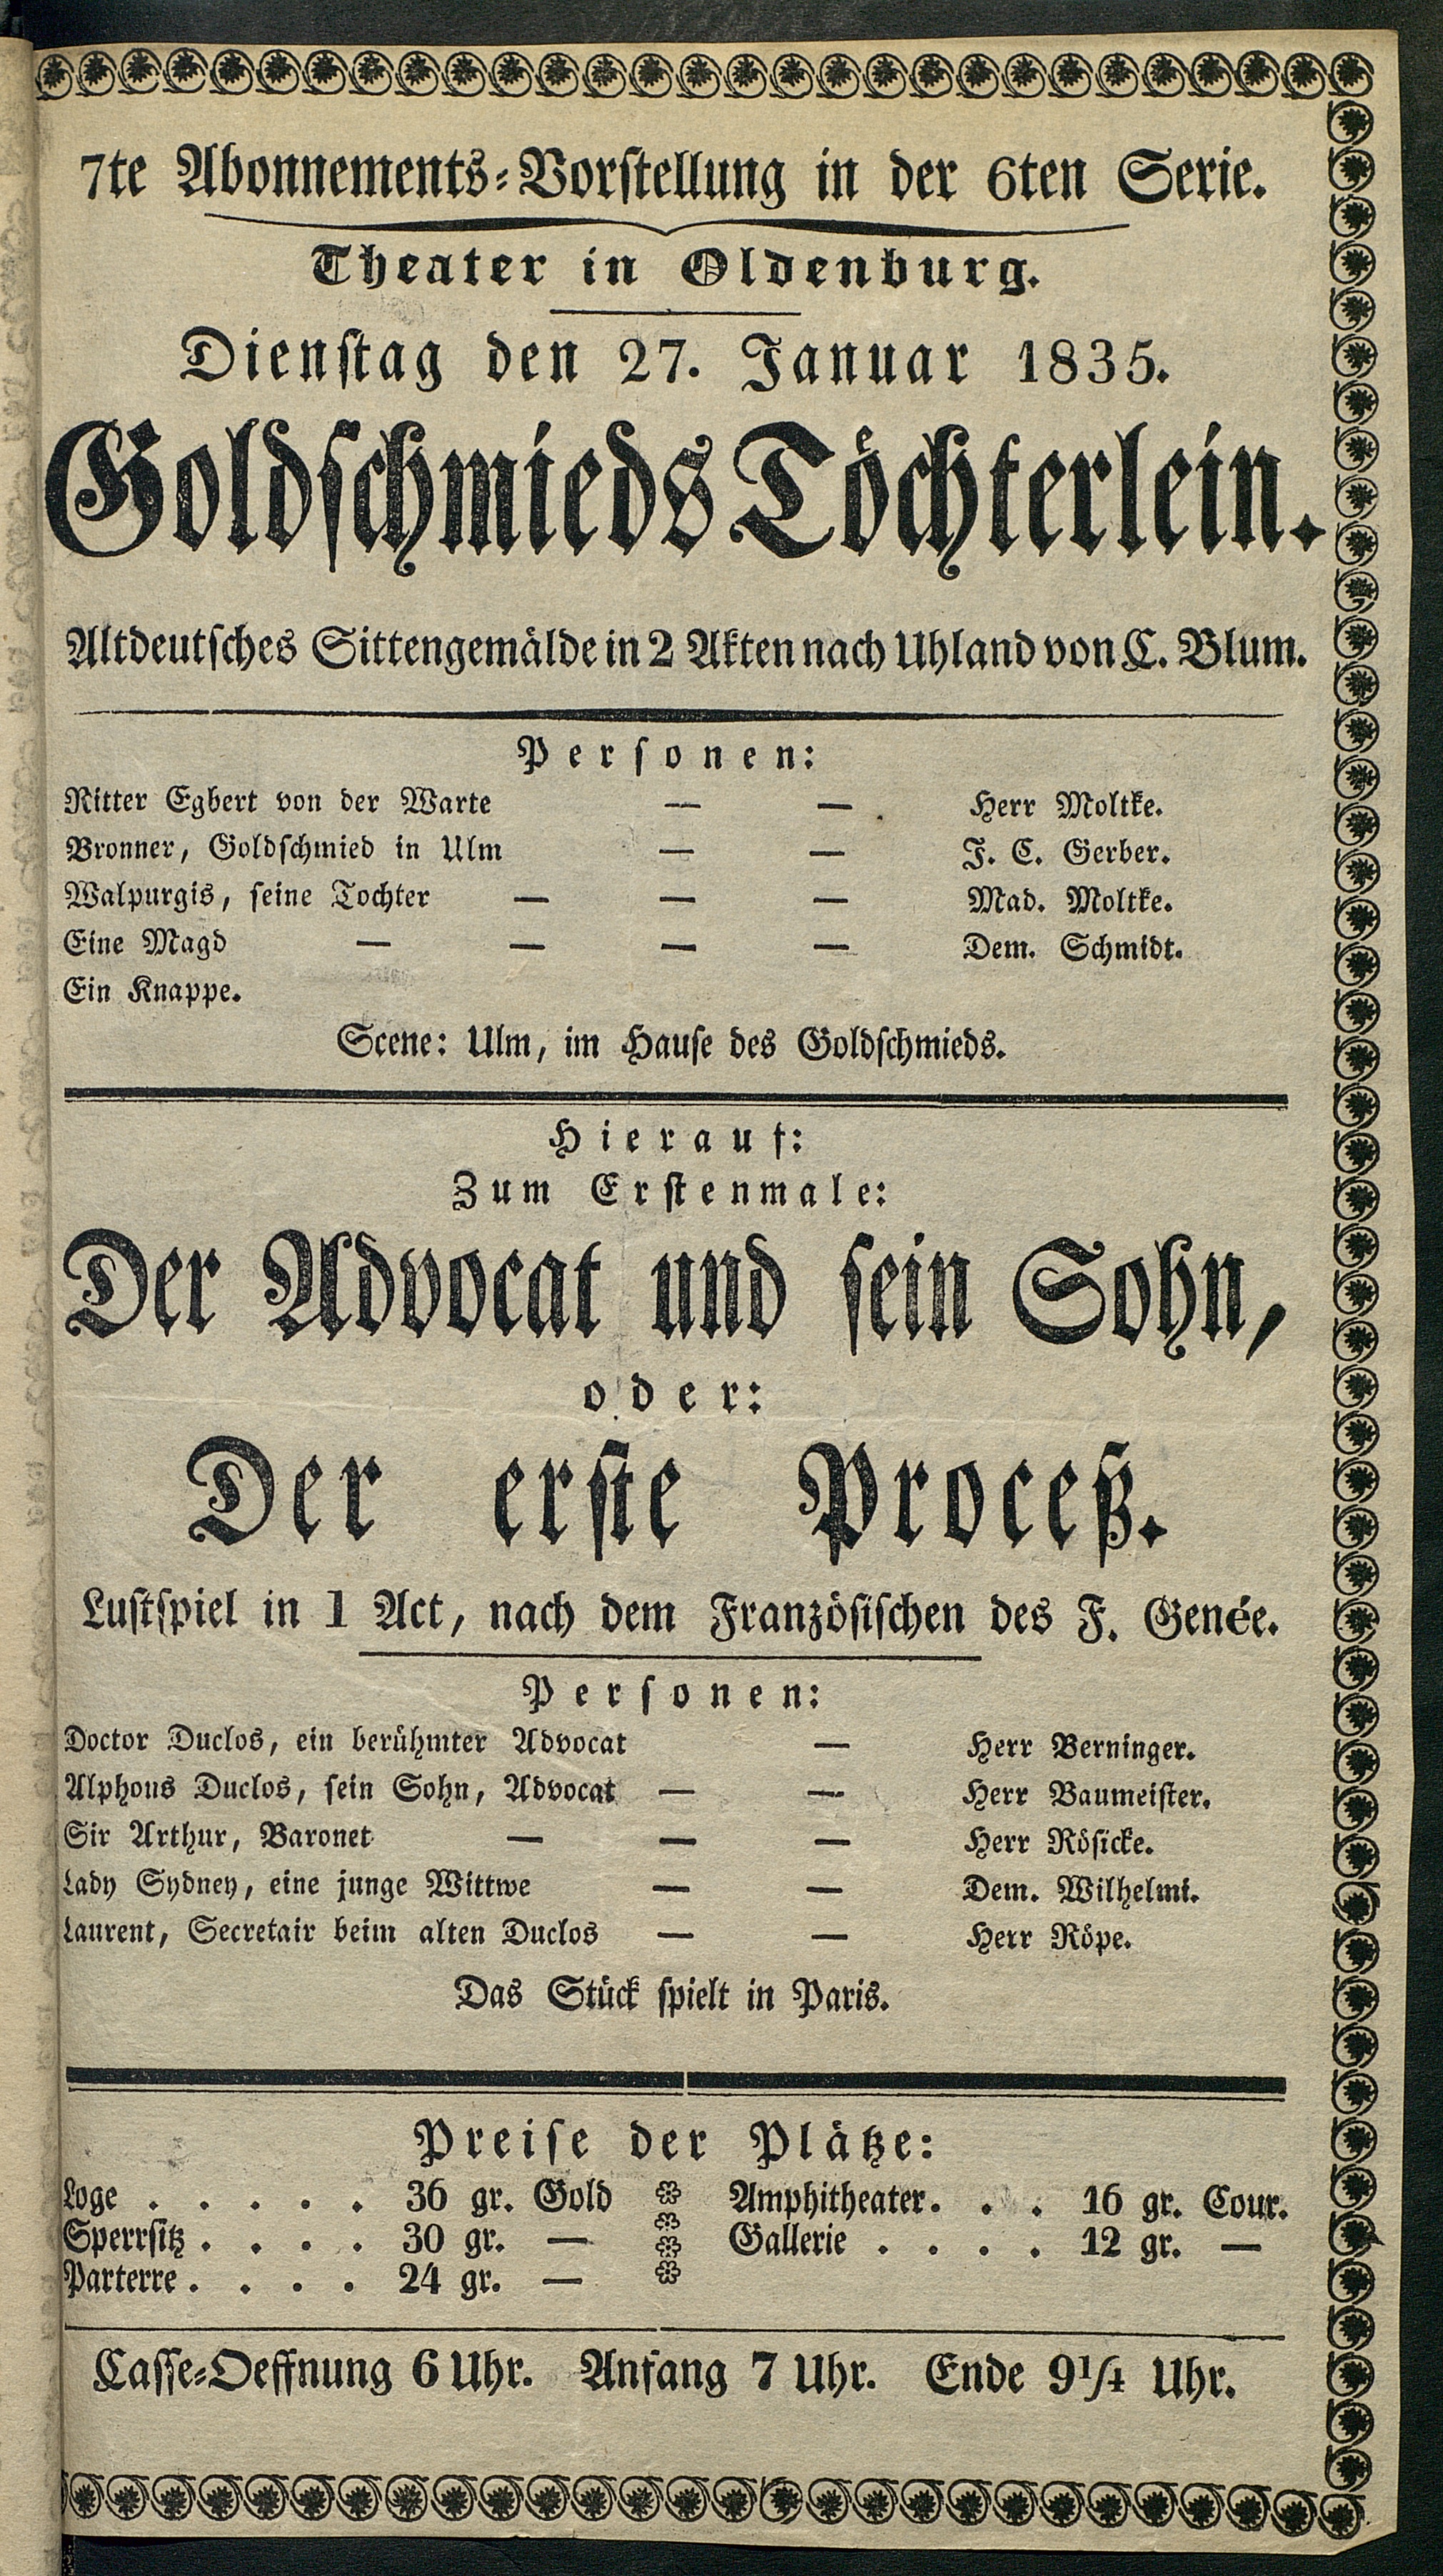 7te Abonnements-Vorstellung in der 6ten Serie.
Theater in Oldenburg.
Dienstag den 27. Januar 1835.
Goldschmieds Töchterlein.
Altdeutsches Sittengemälde in 2 Akten nach Uhland von C. Blum.
Personen:
Ritter Egbert von der Warte — — Herr Moltke.
Bronner, Goldschmied in Ulm — — J. C. Gerber.
Walpurgis, seine Tochter — — — Mad. Moltke.
Eine Magd — — — — Dem. Schmidt.
Ein Knappe.
Scene: Ulm, im Hause des Goldschmieds.
Hierauf:
Zum Erstenmale:
Der Advocat und sein Sohn,
oder:
Der erste Proceß.
Lustspiel in 1 Act, nach dem Französischen des F. Genée.
Personen:
Doctor Duclos, ein berühmter Advocat — Herr Berninger.
Alphons Duclos, sein Sohn, Advocat — — Herr Baumeister.
Sir Arthur, Baronet — — — Herr Rösicke.
Lady Sydney, eine junge Wittwe — — Dem. Wilhelmi.
Laurent, Secretair beim alten Duclos — — Herr Röpe.
Das Stück spielt in Paris.
Preise der Plätze:
Loge . . . . . 36 gr. Gold Amphitheater. . . 16 gr. Cour.
Sperrsitz . . . . 30 gr. — Gallerie . . . . 12 gr. —
Parterre . . . . 24 gr. —
Casse-Oeffnung 6 Uhr. Anfang 7 Uhr. Ende 9¼ Uhr.